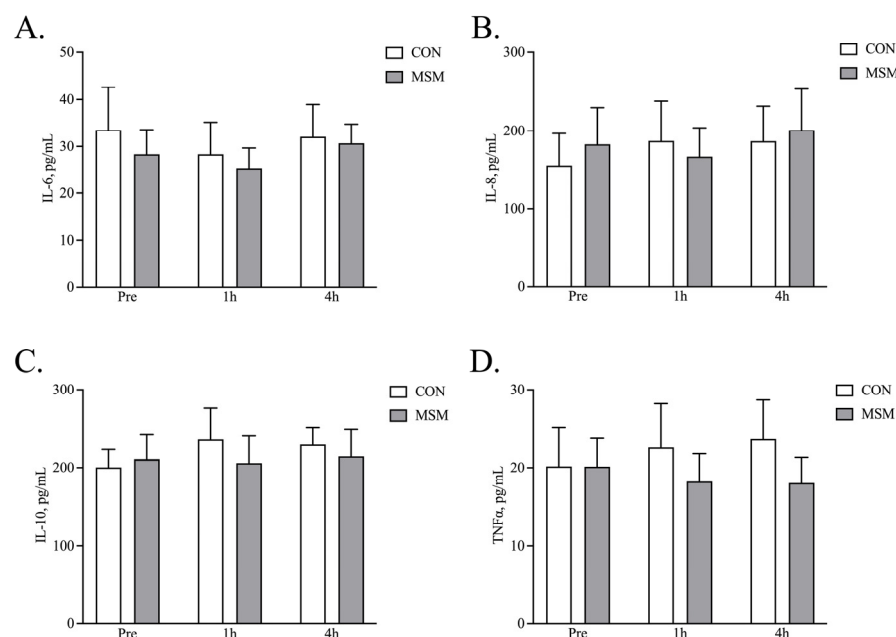 A.
50
40
30
20
10
0
IL-6, pg/mL
Pre
1h
4h
CON
MSM
B.
300
200
100
0
IL-8, pg/mL
Pre
1h
4h
CON
MSM
C.
300
200
100
0
IL-10, pg/mL
Pre
1h
4h
CON
MSM
D.
30
20
10
0
TNFα, pg/mL
Pre
1h
4h
CON
MSM